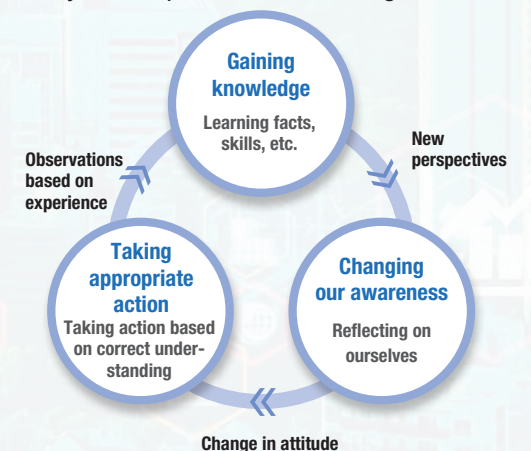 Gaining
knowledge
Learning facts,
skills, etc.
New
perspectives
Observations
based on
experience
Taking
appropriate
action
Taking action based
on correct under-
standing
Changing
our awareness
Reflecting on
ourselves
Change in attitude